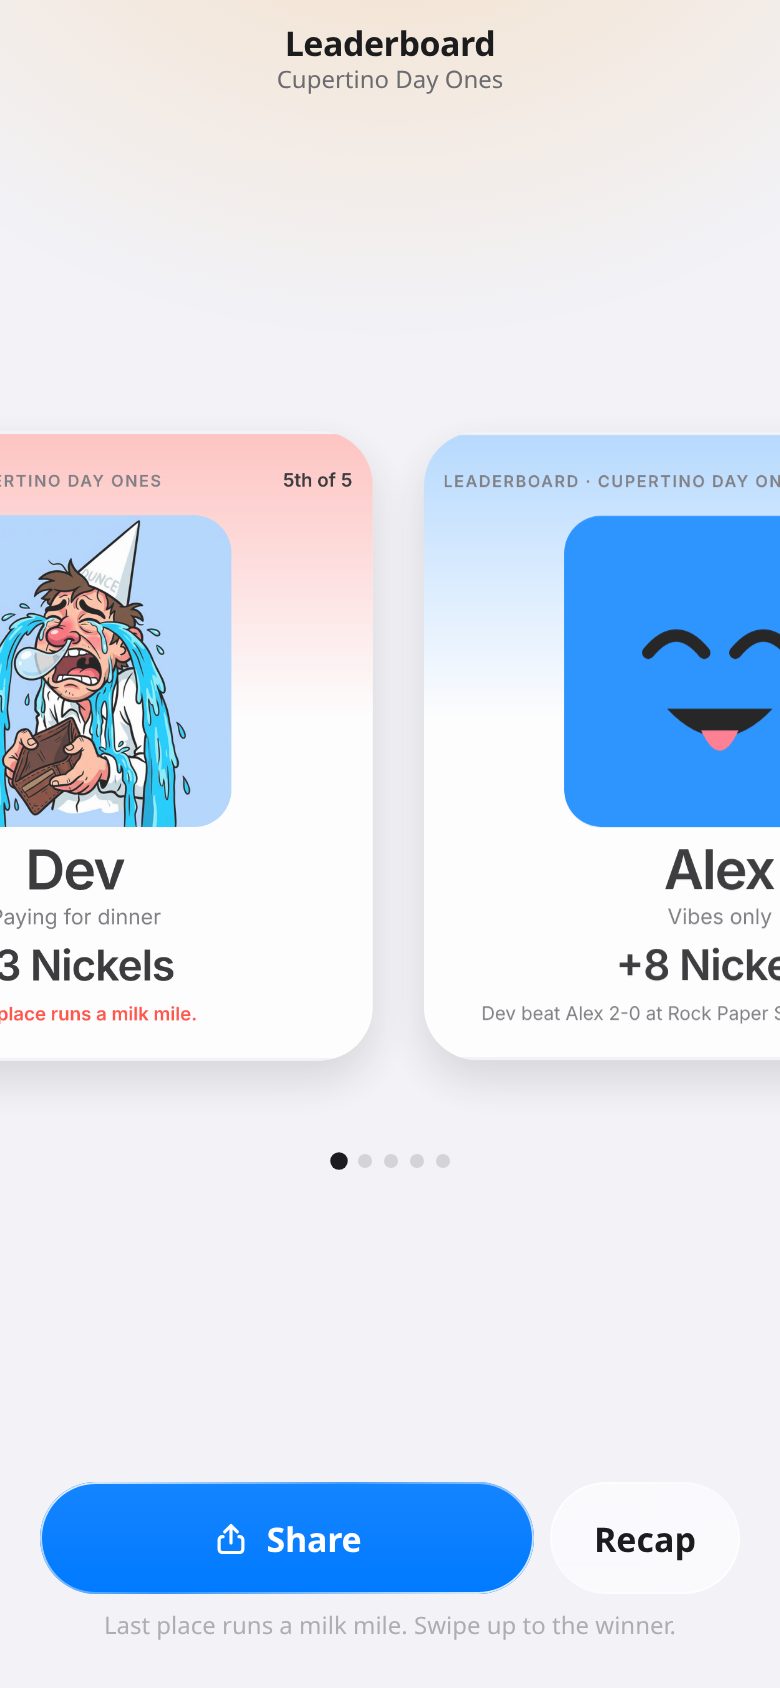 Leaderboard
Cupertino Day Ones
ERTINO DAY ONES
5th of 5
OUNCE
Dev
Paying for dinner
3 Nickels
place runs a milk mile.
LEADERBOARD · CUPERTINO DAY ON
Alex
Vibes only
+8 Nicke
Dev beat Alex 2-0 at Rock Paper S
Share
Recap
Last place runs a milk mile. Swipe up to the winner.